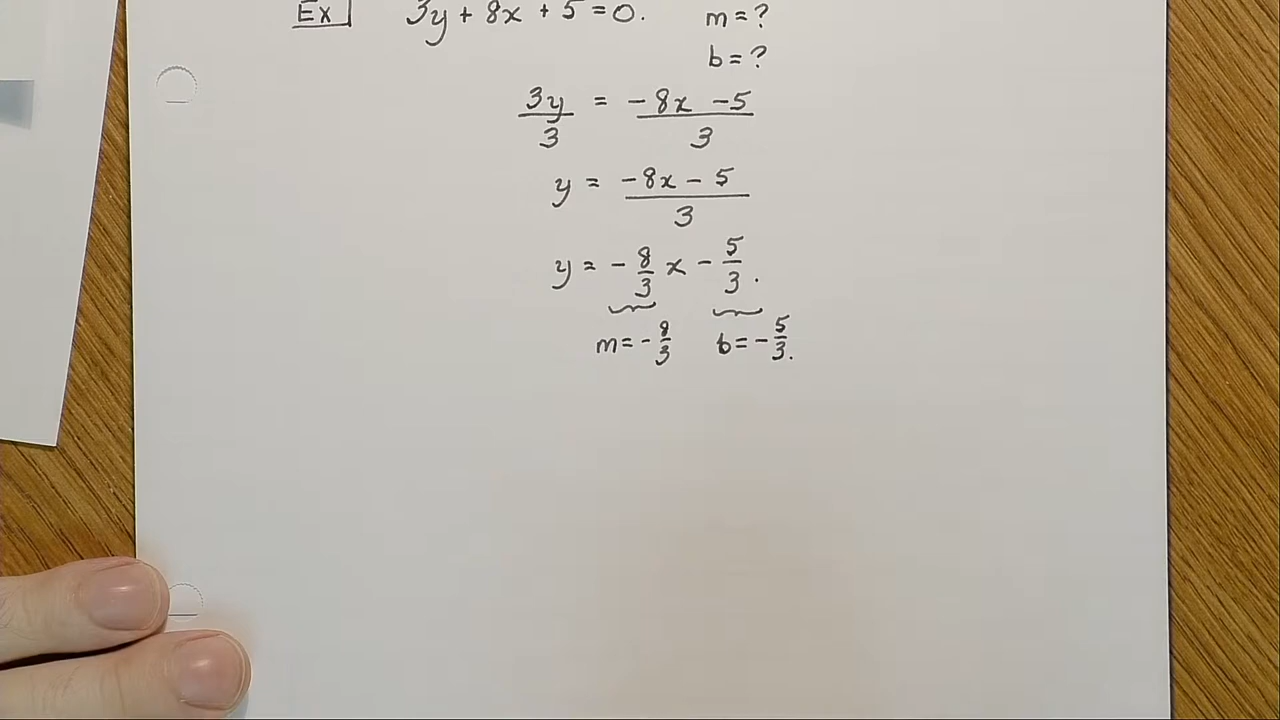 Ex 3y + 8x + 5 = 0. m = ?
b = ?
3y/3 = (-8x - 5)/3
y = (-8x - 5)/3
y = - 8/3 x - 5/3.
m = - 8/3 b = - 5/3.